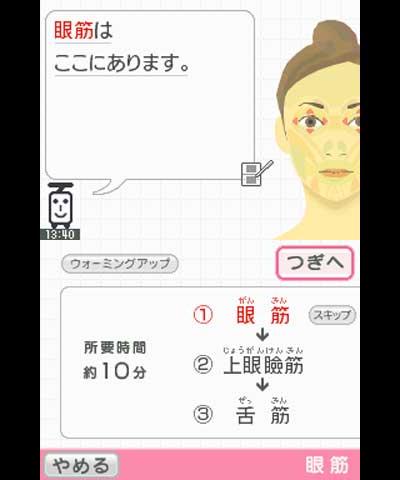 眼筋は
ここにあります。
13:40
ウォーミングアップ
つぎへ
所要時間
約10分
① 眼筋
がん きん
スキップ
② 上眼瞼筋
じょうがんけんきん
③ 舌筋
ぜっ きん
やめる
眼筋